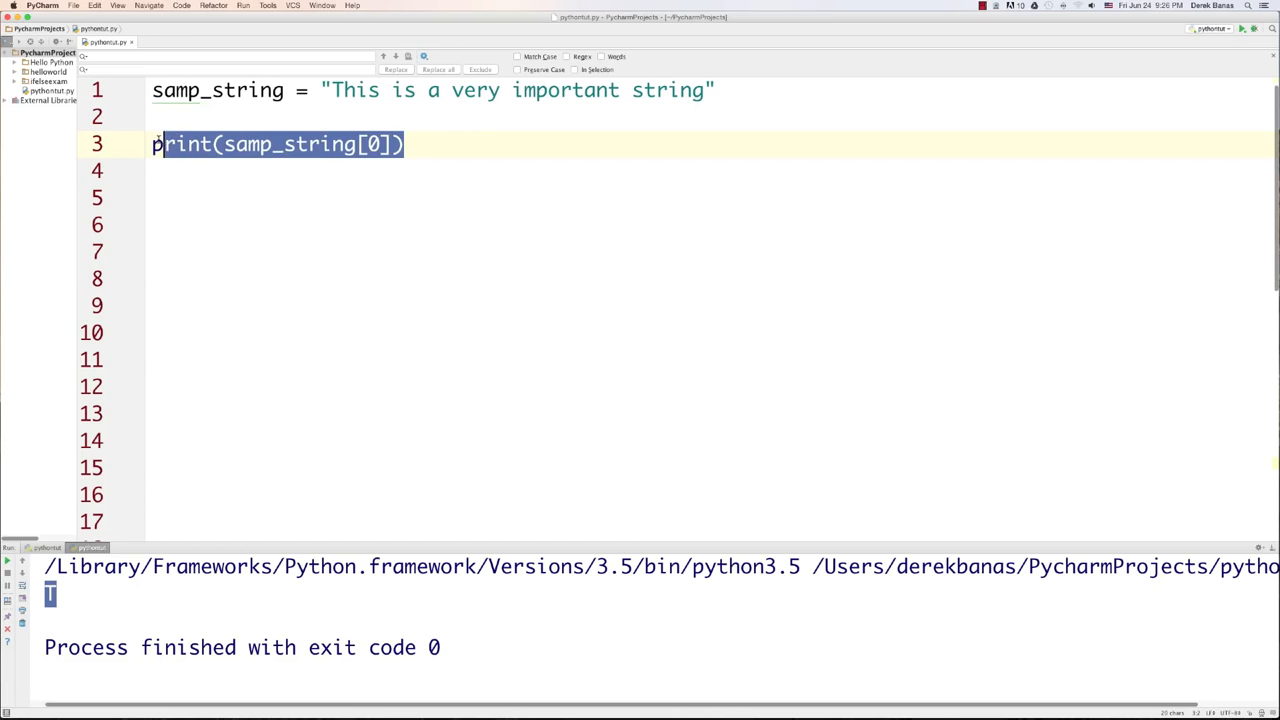 PyCharm File Edit View Navigate Code Refactor Run Tools VCS Window Help
10 Fri Jun 24 9:26 PM Derek Banas
pythontut.py - PycharmProjects - [~/PycharmProjects]
PycharmProjects pythontut.py
pythontut
pythontut.py ×
PycharmProject
Hello Python
helloworld
ifelseexam
pythontut.py
External Librarie
Match Case Regex Words
Replace Replace all Exclude Preserve Case In Selection
1 samp_string = "This is a very important string"
2
3 print(samp_string[0])
4
5
6
7
8
9
10
11
12
13
14
15
16
17
Run: pythontut pythontut
/Library/Frameworks/Python.framework/Versions/3.5/bin/python3.5 /Users/derekbanas/PycharmProjects/pytho
T
Process finished with exit code 0
20 chars 3:2 LF÷ UTF-8÷